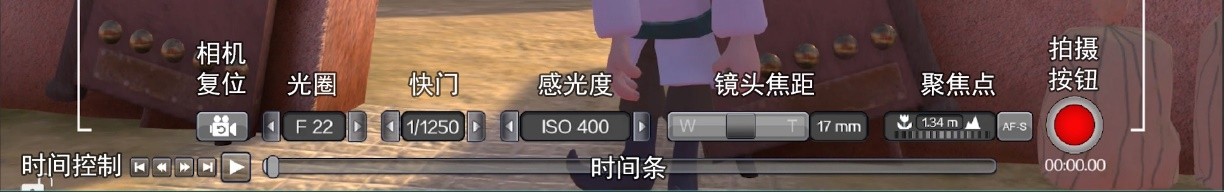 相机
复位
光圈
快门
感光度
镜头焦距
聚焦点
拍摄
按钮
F 22
1/1250
ISO 400
W
T
17 mm
1.34 m
AF-S
时间控制
时间条
00:00.00